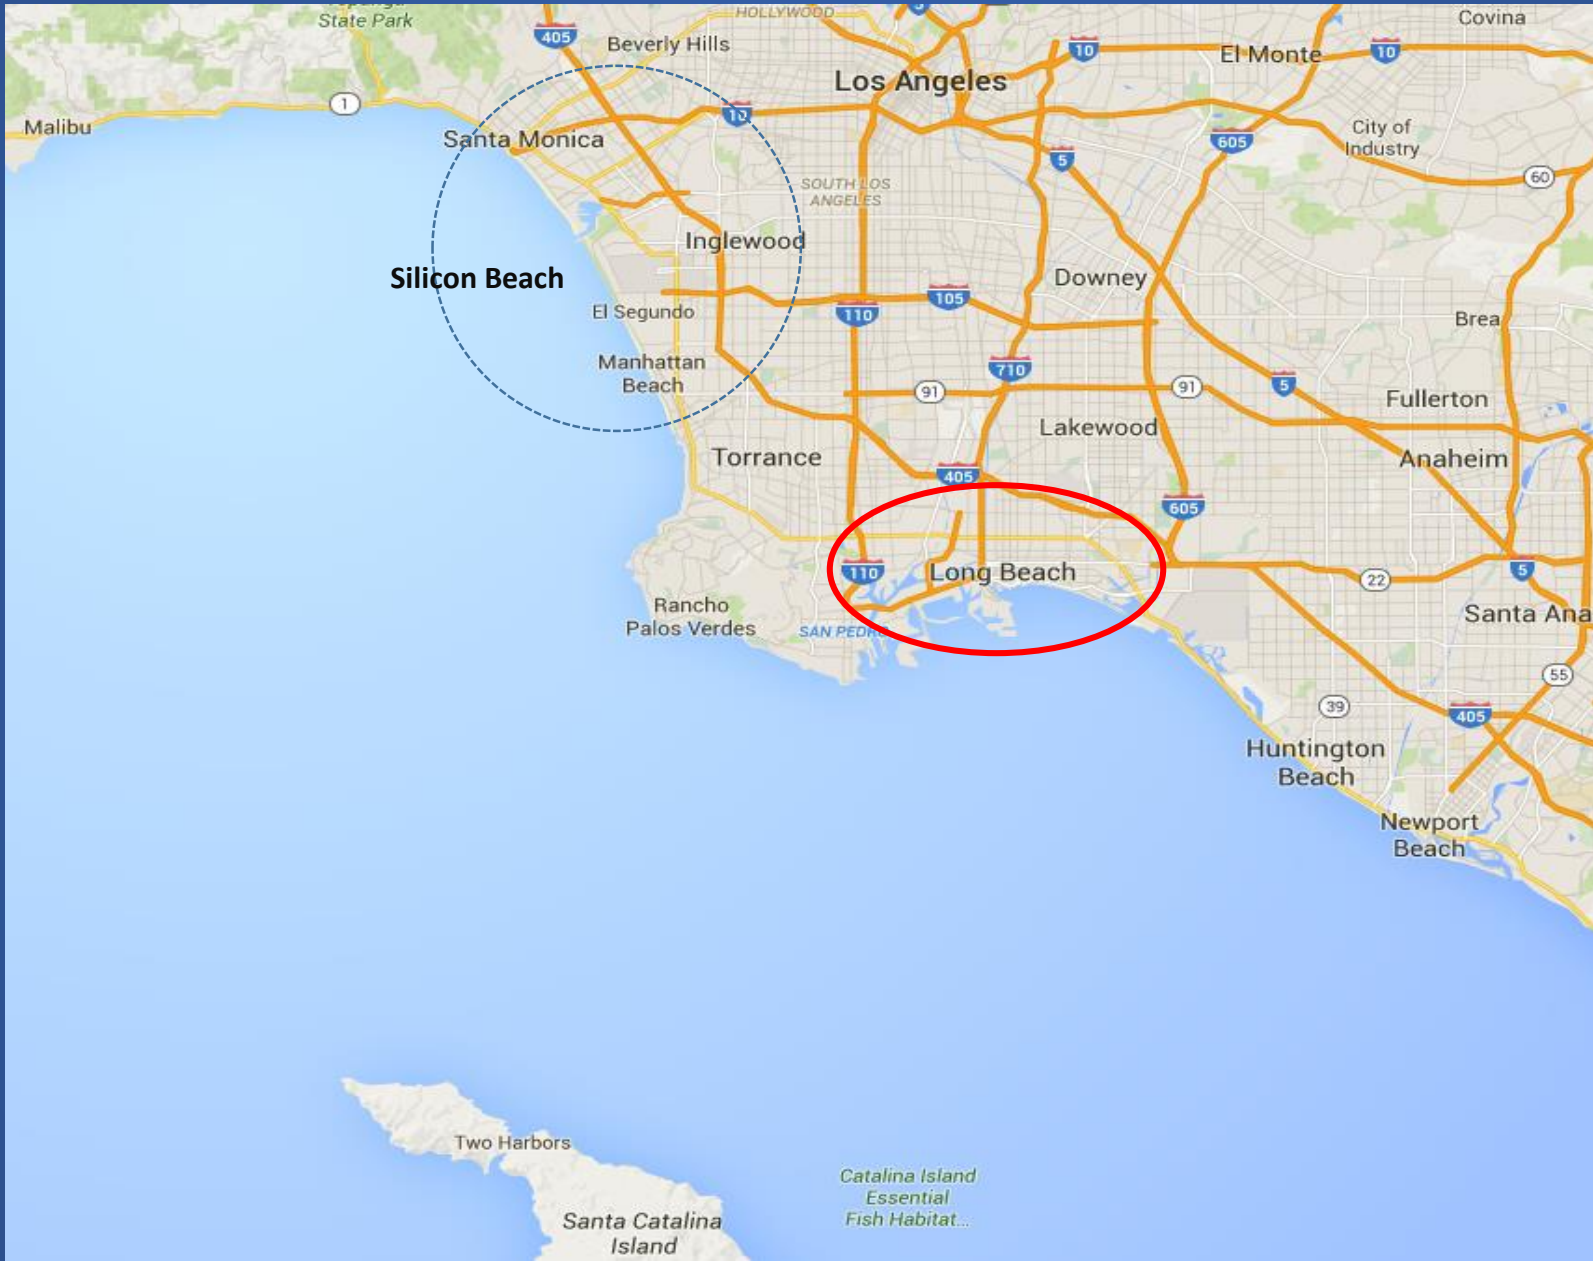 State Park
HOLLYWOOD
5
Covina
405
Beverly Hills
10
El Monte
10
Los Angeles
1
Malibu
Santa Monica
10
605
City of
Industry
5
60
SOUTH LOS
ANGELES
Inglewood
Silicon Beach
Downey
105
El Segundo
110
Brea
Manhattan
Beach
710
91
91
5
Fullerton
Lakewood
Torrance
Anaheim
405
605
110
Long Beach
5
22
Rancho
Palos Verdes
SAN PEDRO
Santa Ana
55
39
405
Huntington
Beach
Newport
Beach
Two Harbors
Catalina Island
Essential
Fish Habitat...
Santa Catalina
Island